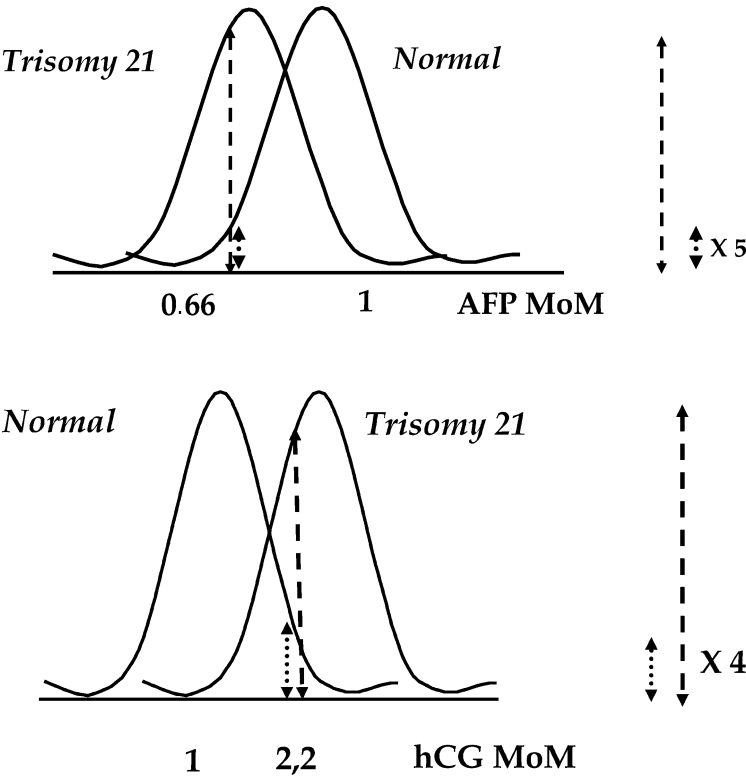 Trisomy 21
Normal
X 5
0.66 1 AFP MoM
Normal
Trisomy 21
X 4
1 2,2 hCG MoM